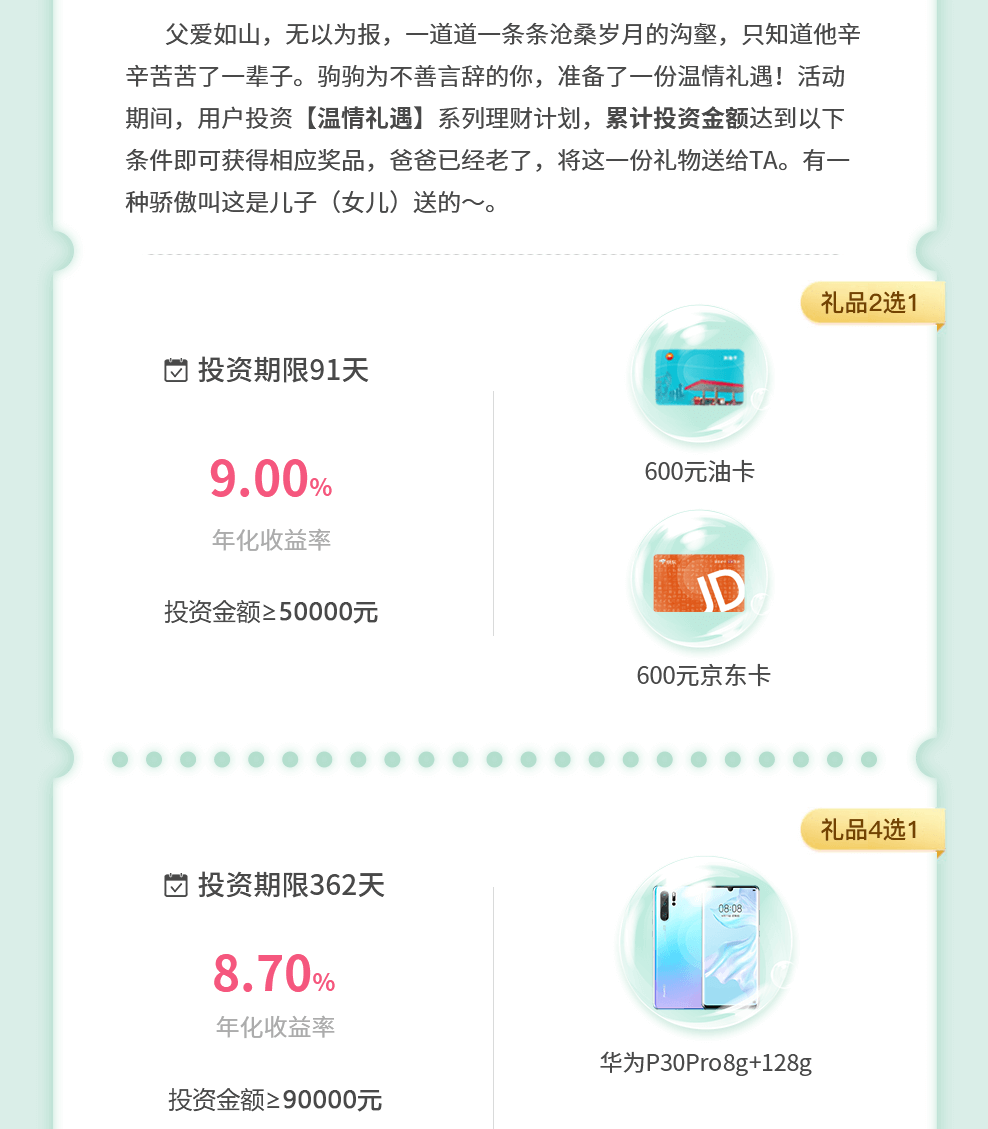 父爱如山，无以为报，一道道一条条沧桑岁月的沟壑，只知道他辛
辛苦苦了一辈子。驹驹为不善言辞的你，准备了一份温情礼遇！活动
期间，用户投资【温情礼遇】系列理财计划，累计投资金额达到以下
条件即可获得相应奖品，爸爸已经老了，将这一份礼物送给TA。有一
种骄傲叫这是儿子（女儿）送的～。
礼品2选1
投资期限91天
9.00%
年化收益率
投资金额≥50000元
600元油卡
JD
600元京东卡
礼品4选1
投资期限362天
8.70%
年化收益率
投资金额≥90000元
08:08
华为P30Pro8g+128g